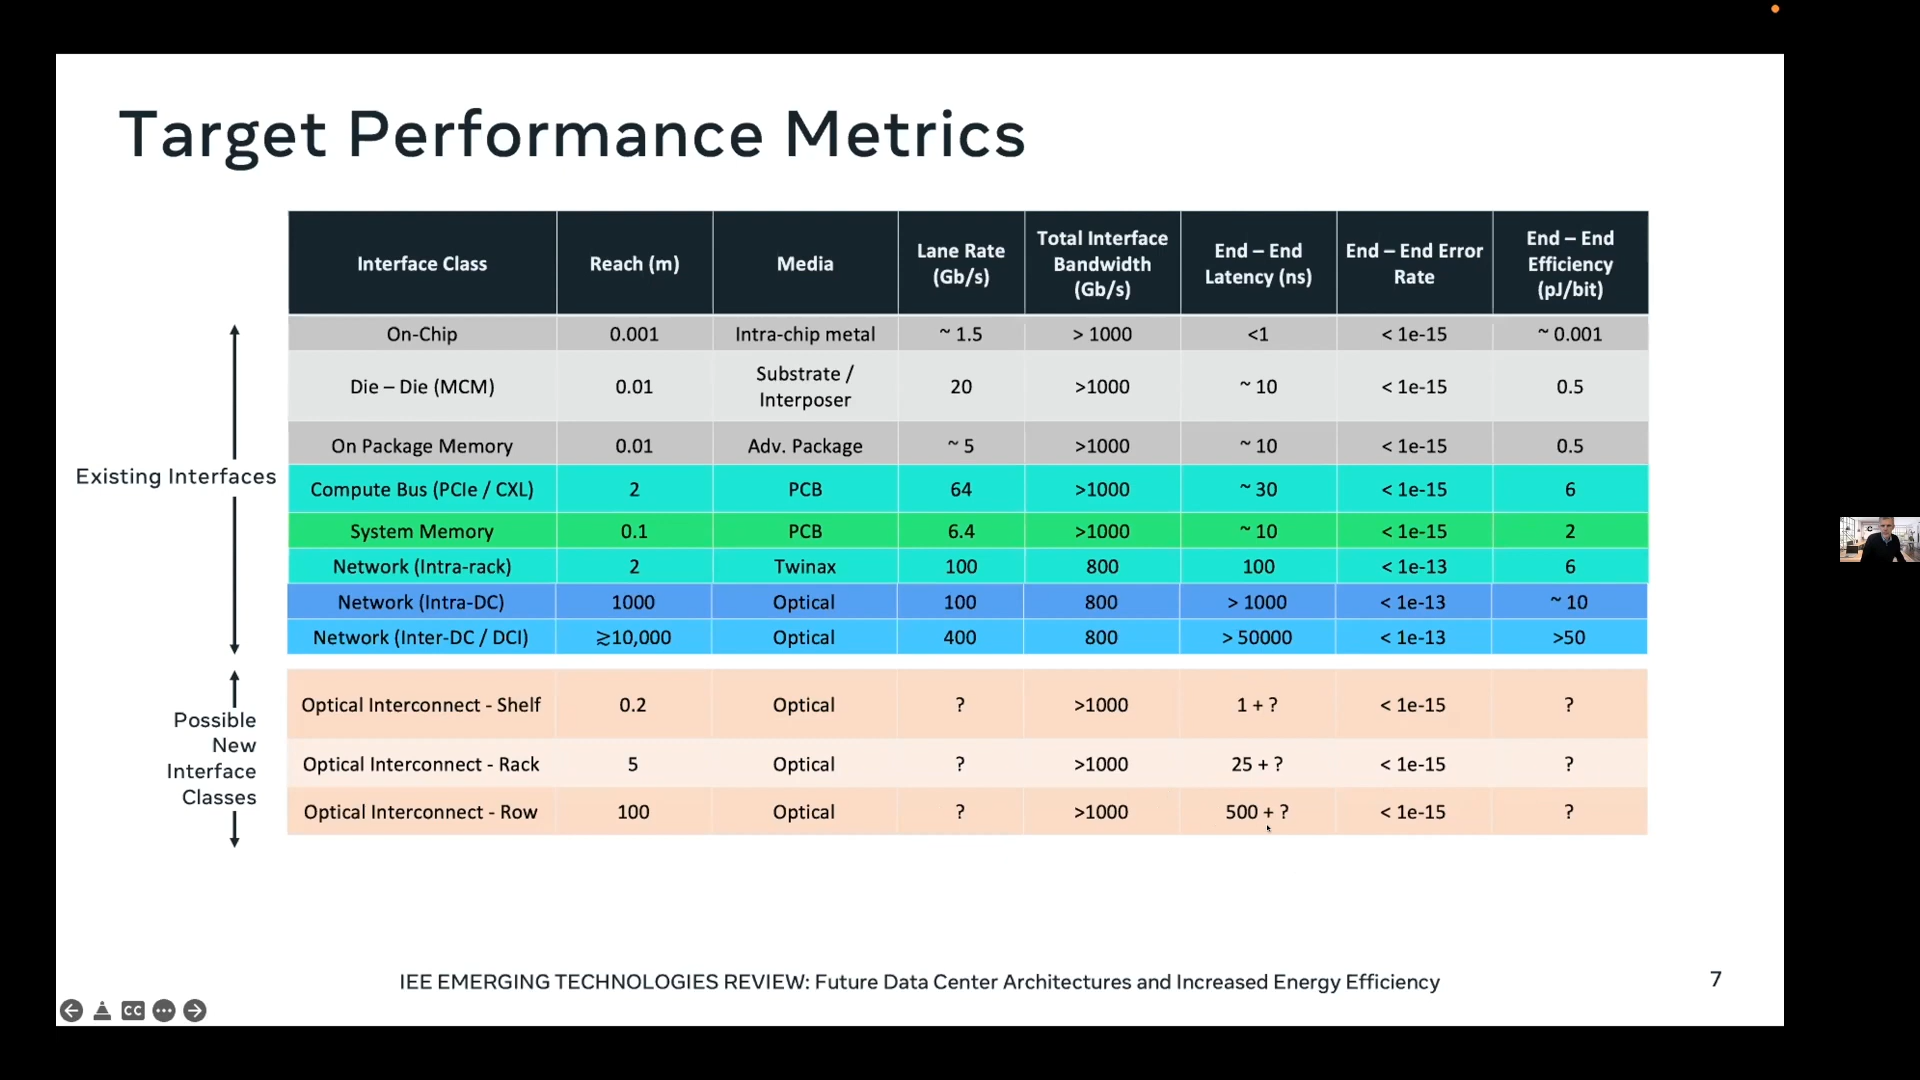 Target Performance Metrics
Interface Class Reach (m) Media Lane Rate (Gb/s) Total Interface Bandwidth (Gb/s) End – End Latency (ns) End – End Error Rate End – End Efficiency (pJ/bit)
On-Chip 0.001 Intra-chip metal ~ 1.5 > 1000 <1 < 1e-15 ~ 0.001
Die – Die (MCM) 0.01 Substrate / Interposer 20 >1000 ~ 10 < 1e-15 0.5
On Package Memory 0.01 Adv. Package ~ 5 >1000 ~ 10 < 1e-15 0.5
Existing Interfaces
Compute Bus (PCIe / CXL) 2 PCB 64 >1000 ~ 30 < 1e-15 6
System Memory 0.1 PCB 6.4 >1000 ~ 10 < 1e-15 2
Network (Intra-rack) 2 Twinax 100 800 100 < 1e-13 6
Network (Intra-DC) 1000 Optical 100 800 > 1000 < 1e-13 ~ 10
Network (Inter-DC / DCI) ≳10,000 Optical 400 800 > 50000 < 1e-13 >50
Possible
New
Interface
Classes
Optical Interconnect - Shelf 0.2 Optical ? >1000 1 + ? < 1e-15 ?
Optical Interconnect - Rack 5 Optical ? >1000 25 + ? < 1e-15 ?
Optical Interconnect - Row 100 Optical ? >1000 500 + ? < 1e-15 ?
IEE EMERGING TECHNOLOGIES REVIEW: Future Data Center Architectures and Increased Energy Efficiency
7
CC